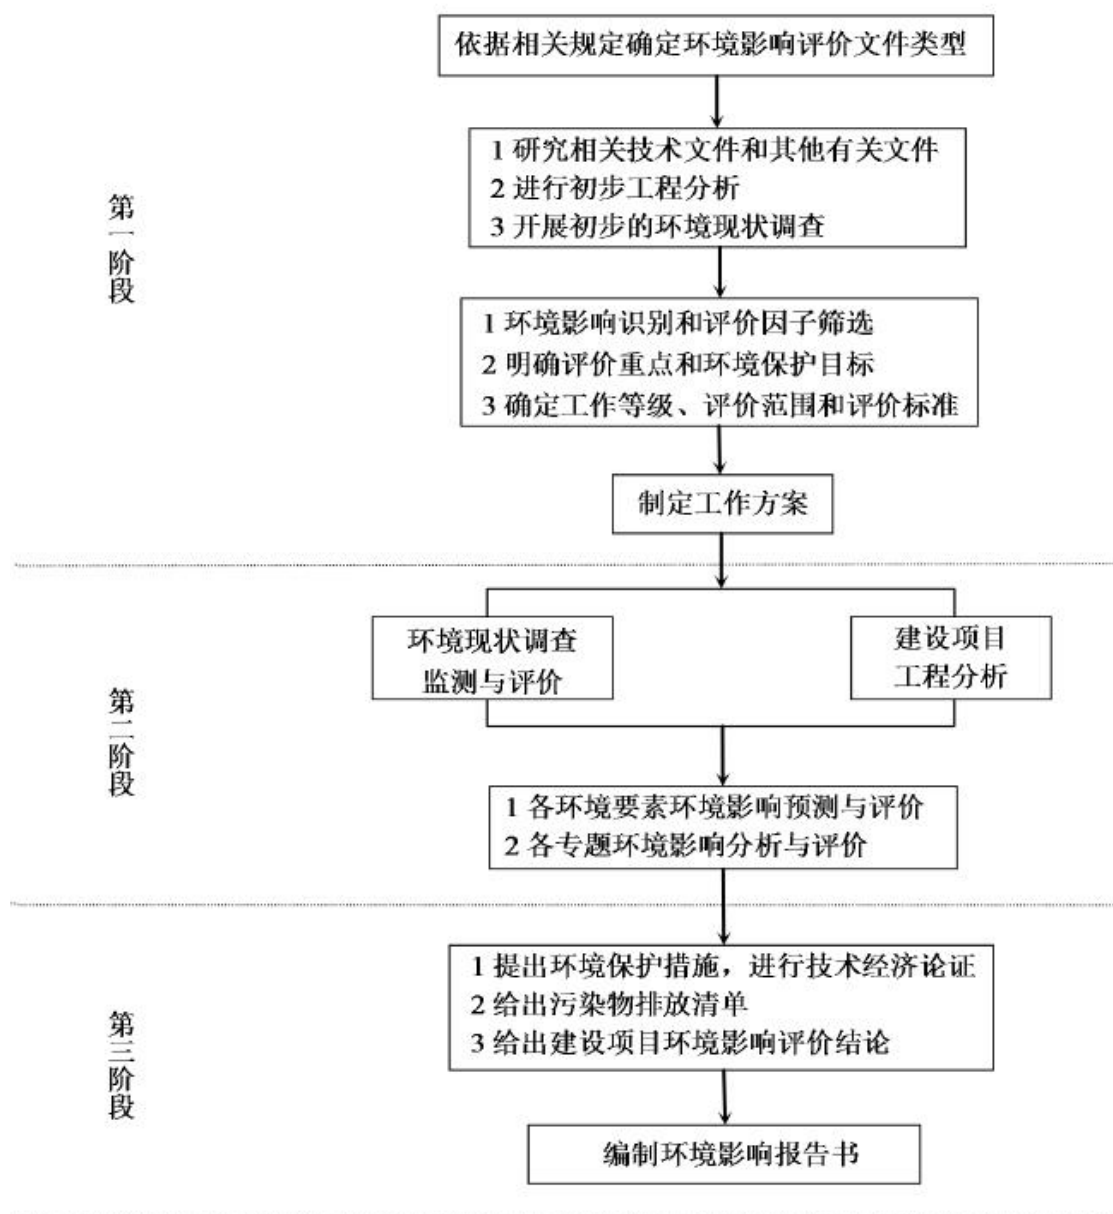 依据相关规定确定环境影响评价文件类型
第一阶段
1 研究相关技术文件和其他有关文件
2 进行初步工程分析
3 开展初步的环境现状调查
1 环境影响识别和评价因子筛选
2 明确评价重点和环境保护目标
3 确定工作等级、评价范围和评价标准
制定工作方案
第二阶段
环境现状调查
监测与评价
建设项目
工程分析
1 各环境要素环境影响预测与评价
2 各专题环境影响分析与评价
第三阶段
1 提出环境保护措施，进行技术经济论证
2 给出污染物排放清单
3 给出建设项目环境影响评价结论
编制环境影响报告书